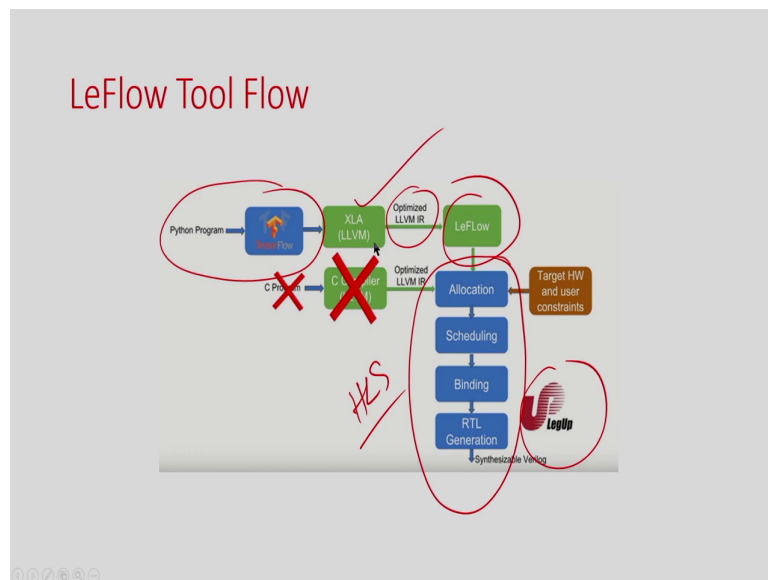 LeFlow Tool Flow
Python Program
TensorFlow
XLA
(LLVM)
Optimized
LLVM IR
LeFLow
C
Optimized
LLVM IR
Allocation
Target HW
and user
constraints
Scheduling
HLS
Binding
RTL
Generation
LegUp
Synthesizable Verilog